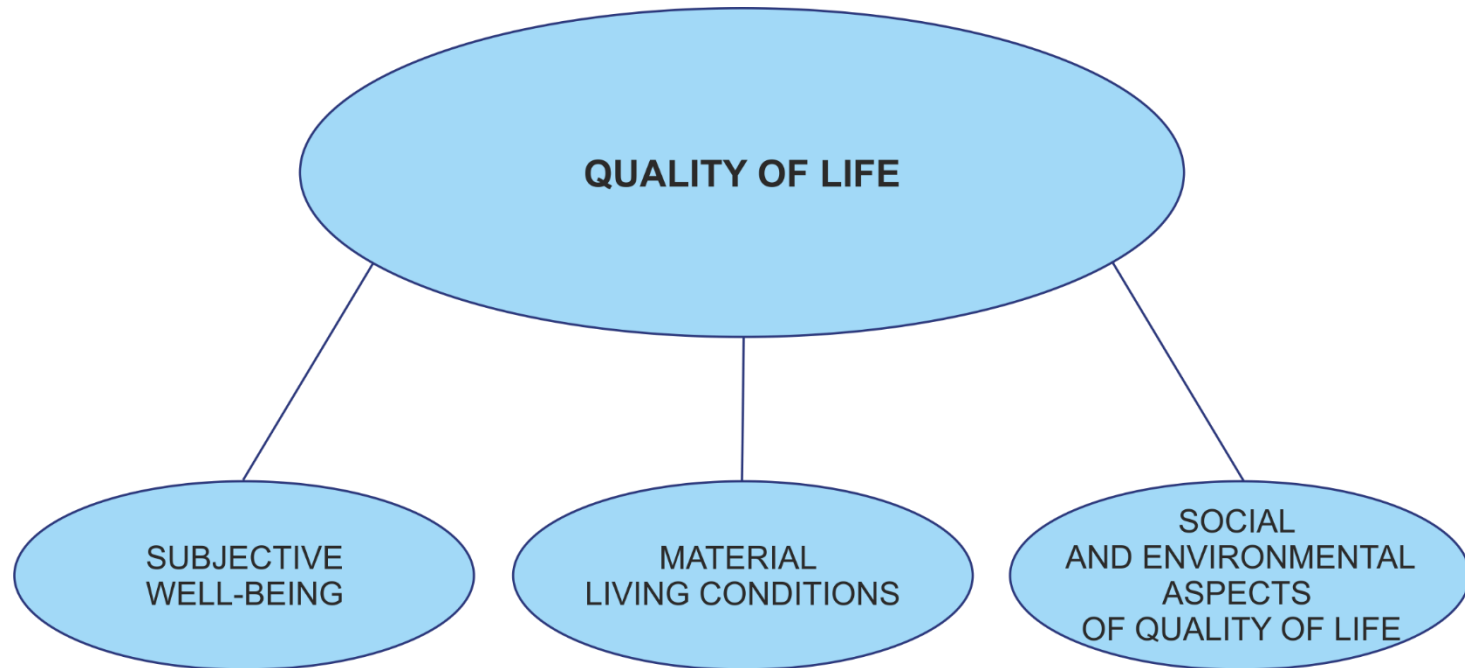 QUALITY OF LIFE
SUBJECTIVE
WELL-BEING
MATERIAL
LIVING CONDITIONS
SOCIAL
AND ENVIRONMENTAL
ASPECTS
OF QUALITY OF LIFE